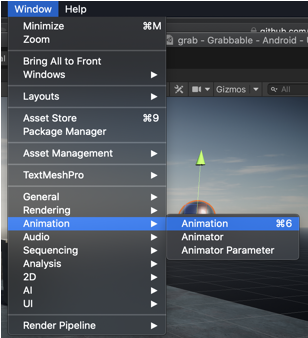 Window Help
github.com
Minimize ⌘M
Zoom
grab - Grabbable - Android -
Bring All to Front
Windows
Layouts
Gizmos All
Asset Store ⌘9
Package Manager
Asset Management
TextMeshPro
General
Rendering
Animation
Animation ⌘6
Audio
Animator
Sequencing
Animator Parameter
Analysis
2D
AI
UI
Render Pipeline